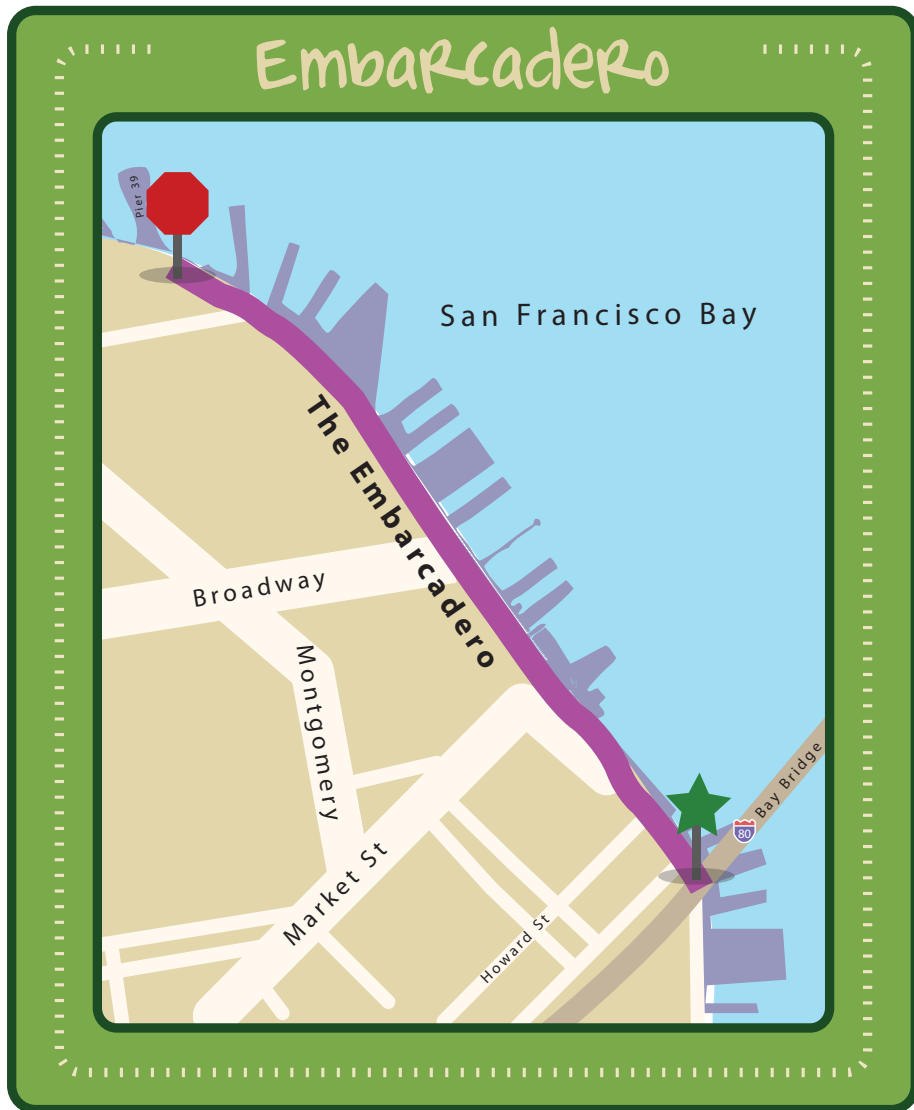 Embarcadero
Pier 39
San Francisco Bay
The Embarcadero
Broadway
Montgomery
Bay Bridge
80
Market St
Howard St